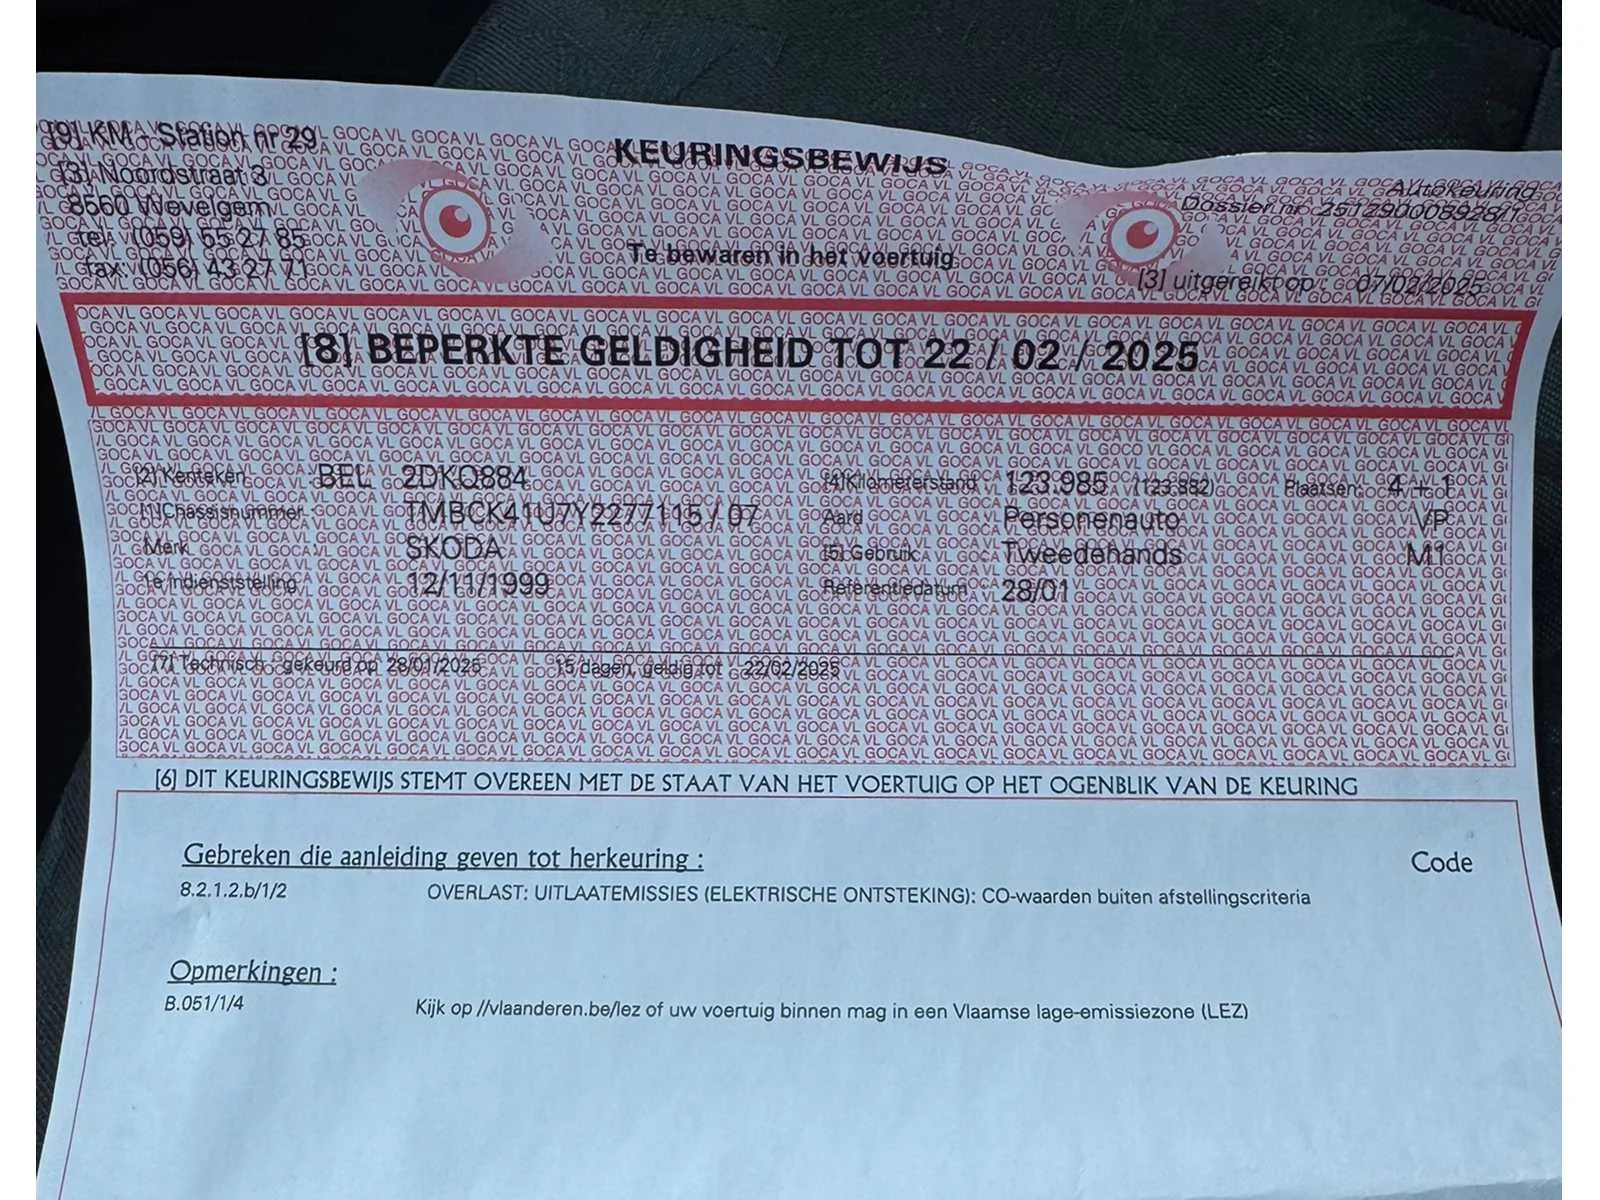 [9] KM - Station nr 29
[3] Noordstraat 3
8560 Wevelgem
tel. (059) 55 27 85
fax: (056) 43 27 71
KEURINGSBEWIJS
Te bewaren in het voertuig
Autokeuring
Dossier nr 251290008928/1
[3] uitgereikt op : 07/02/2025
[8] BEPERKTE GELDIGHEID TOT 22 / 02 / 2025
[2] Kenteken BEL 2DKQ884 [4] Kilometerstand 123.985 (123.882) Plaatsen: 4 + 1
[1] Chassisnummer TMBCK41U7Y2277115 / 07 Aard Personenauto VP
Merk SKODA [5] Gebruik Tweedehands M1
1e indienststelling 12/11/1999 Referentiedatum 28/01
[7] Technisch gekeurd op 28/01/2025 15 dagen, geldig tot 22/02/2025
[6] DIT KEURINGSBEWIJS STEMT OVEREEN MET DE STAAT VAN HET VOERTUIG OP HET OGENBLIK VAN DE KEURING
Gebreken die aanleiding geven tot herkeuring : Code
8.2.1.2.b/1/2 OVERLAST: UITLAATEMISSIES (ELEKTRISCHE ONTSTEKING): CO-waarden buiten afstellingscriteria
Opmerkingen :
B.051/1/4 Kijk op //vlaanderen.be/lez of uw voertuig binnen mag in een Vlaamse lage-emissiezone (LEZ)